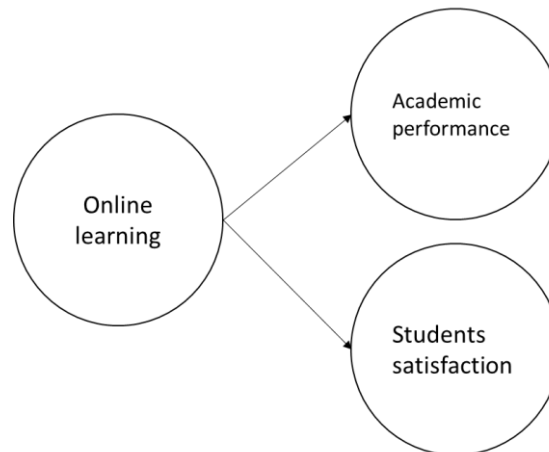 Online
learning
Academic
performance
Students
satisfaction